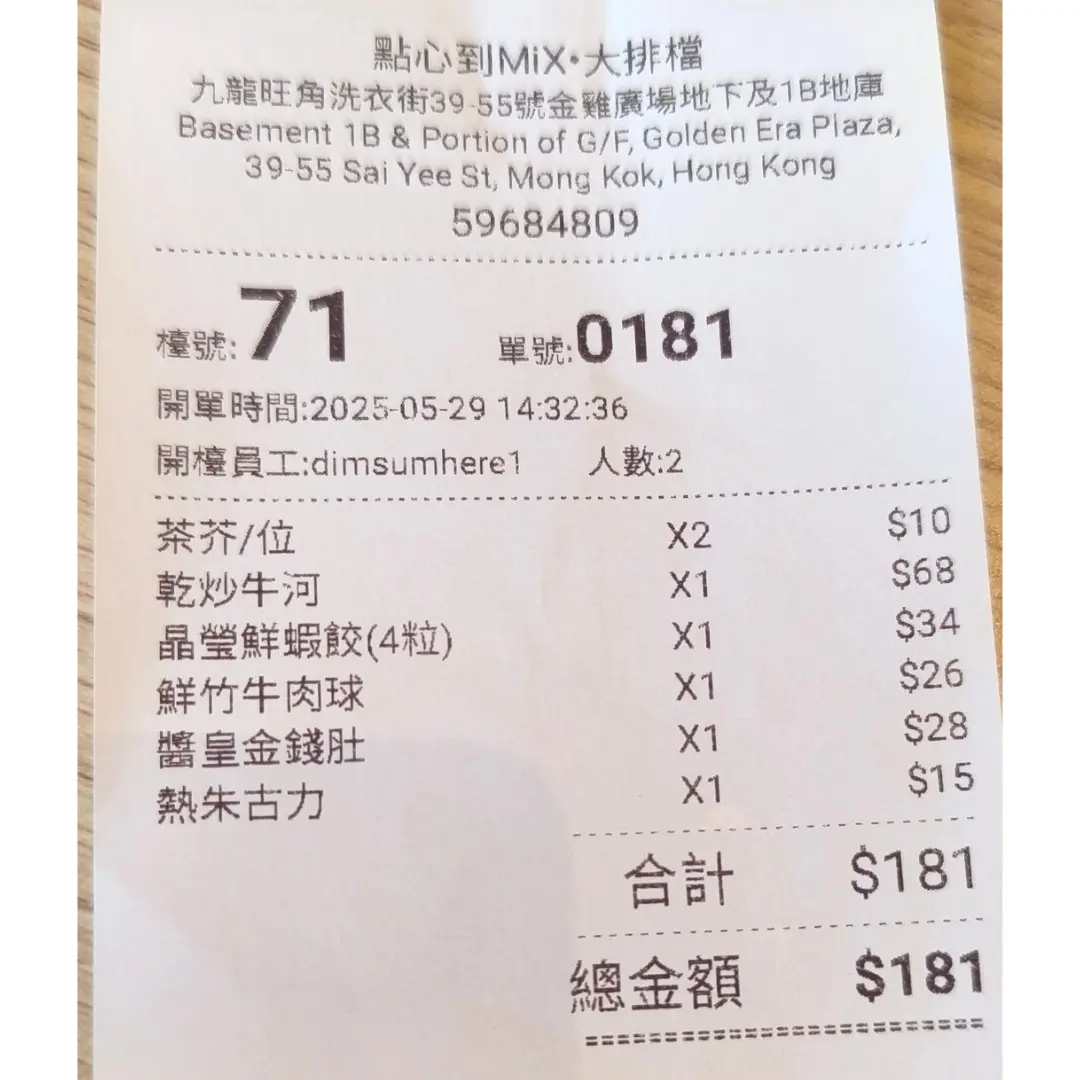 點心到MiX•大排檔
九龍旺角洗衣街39-55號金雞廣場地下及1B地庫
Basement 1B & Portion of G/F, Golden Era Plaza,
39-55 Sai Yee St, Mong Kok, Hong Kong
59684809
檯號:71 單號:0181
開單時間:2025-05-29 14:32:36
開檯員工:dimsumhere1 人數:2
茶芥/位 X2 $10
乾炒牛河 X1 $68
晶瑩鮮蝦餃(4粒) X1 $34
鮮竹牛肉球 X1 $26
醬皇金錢肚 X1 $28
熱朱古力 X1 $15
合計 $181
總金額 $181